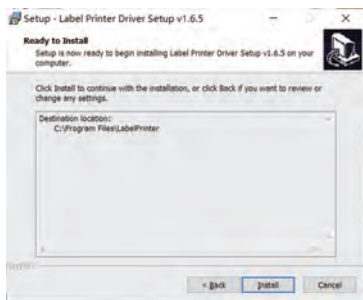 Setup - Label Printer Driver Setup v1.6.5
Ready to Install
Setup is now ready to begin installing Label Printer Driver Setup v1.6.5 on your
computer.
Click Install to continue with the installation, or click Back if you want to review or
change any settings.
Destination location:
C:\Program Files\LabelPrinter
< Back
Install
Cancel